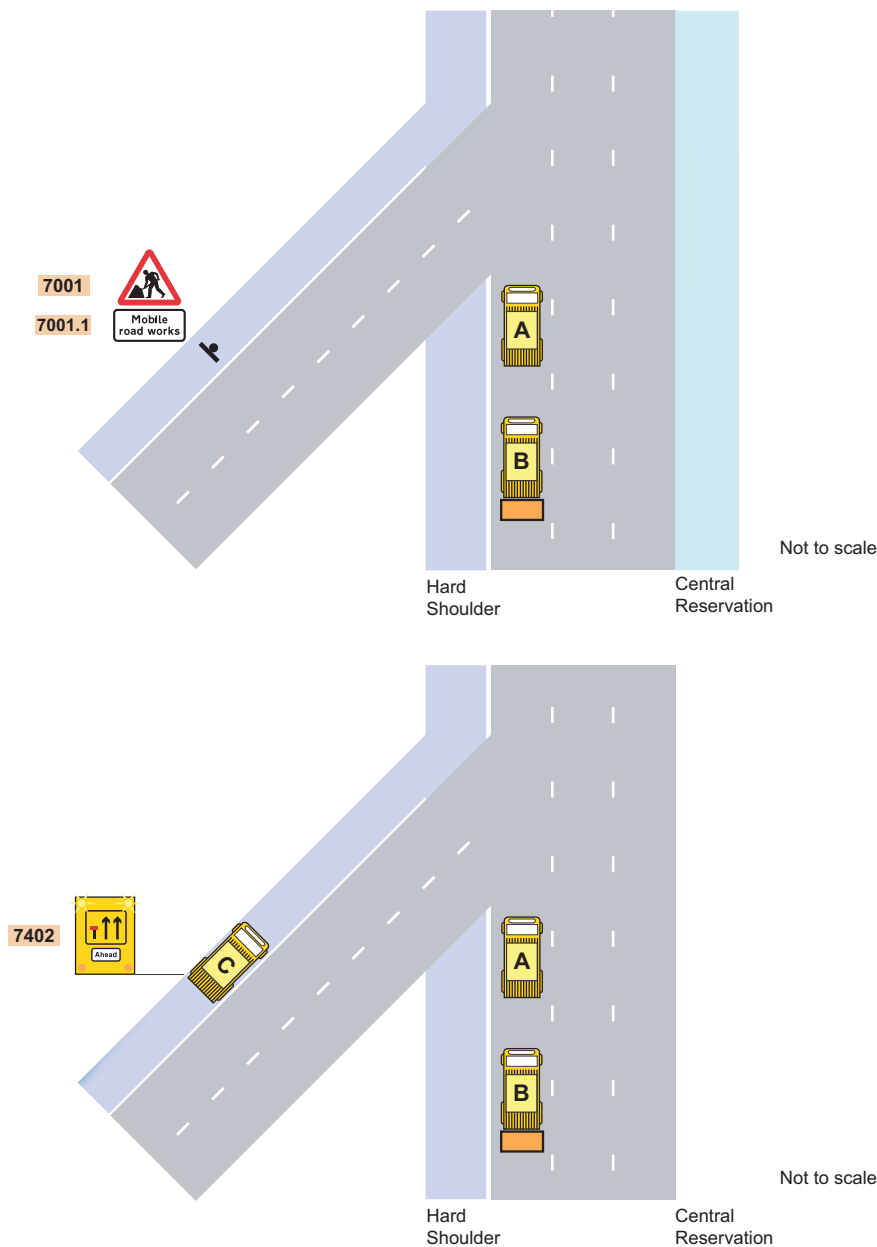 7001
7001.1
Mobile
road works
A
B
Not to scale
Hard
Shoulder
Central
Reservation
7402
Ahead
C
A
B
Not to scale
Hard
Shoulder
Central
Reservation